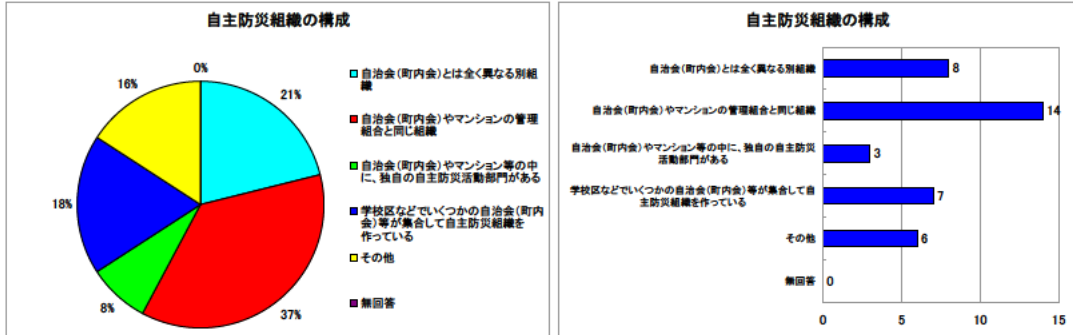 自主防災組織の構成
0%
16%
21%
18%
8%
37%
自治会(町内会)とは全く異なる別組
織
自治会(町内会)やマンションの管理
組合と同じ組織
自治会(町内会)やマンション等の中
に、独自の自主防災活動部門がある
学校区などでいくつかの自治会(町内
会)等が集合して自主防災組織を
作っている
その他
無回答
自主防災組織の構成
自治会(町内会)とは全く異なる別組織
8
自治会(町内会)やマンションの管理組合と同じ組織
14
自治会(町内会)やマンション等の中に、独自の自主防災
活動部門がある
3
学校区などでいくつかの自治会(町内会)等が集合して自
主防災組織を作っている
7
その他
6
無回答
0
0 5 10 15